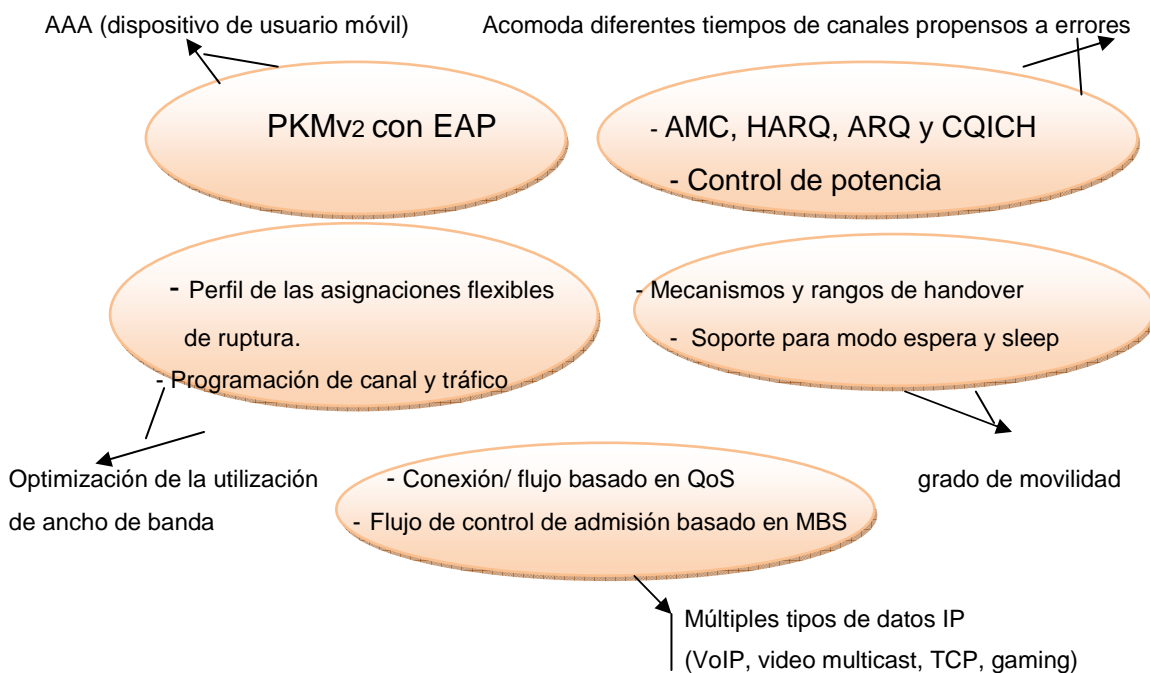 AAA (dispositivo de usuario móvil)
Acomoda diferentes tiempos de canales propensos a errores
PKMv2 con EAP
- AMC, HARQ, ARQ y CQICH
- Control de potencia
- Perfil de las asignaciones flexibles
de ruptura.
- Programación de canal y tráfico
- Mecanismos y rangos de handover
- Soporte para modo espera y sleep
Optimización de la utilización
de ancho de banda
- Conexión/ flujo basado en QoS
- Flujo de control de admisión basado en MBS
grado de movilidad
Múltiples tipos de datos IP
(VoIP, video multicast, TCP, gaming)